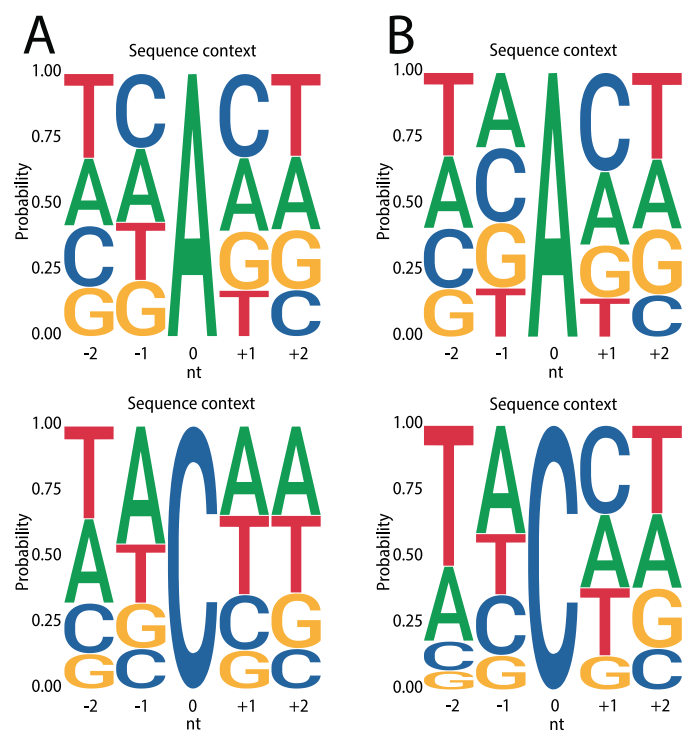 A
B
Sequence context
1.00
0.75
0.50
0.25
0.00
Probability
T C A C T
A A A A
C T G G
G G T C
-2 -1 0 +1 +2
nt
Sequence context
1.00
0.75
0.50
0.25
0.00
Probability
T A A C T
A C A A
C G G G
G T T C
-2 -1 0 +1 +2
nt
Sequence context
1.00
0.75
0.50
0.25
0.00
Probability
T A C A A
A T T T
C G C G
G C G C
-2 -1 0 +1 +2
nt
Sequence context
1.00
0.75
0.50
0.25
0.00
Probability
T A C C T
A T A A
C C T G
G G G C
-2 -1 0 +1 +2
nt